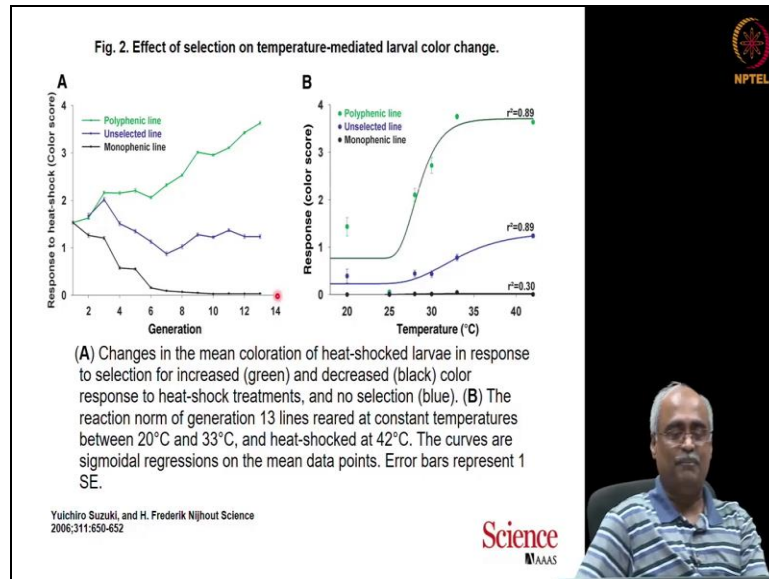 Fig. 2. Effect of selection on temperature-mediated larval color change.
NPTEL
A
Response to heat-shock (Color score)
4
3
2
1
0
Polyphenic line
Unselected line
Monophenic line
2 4 6 8 10 12 14
Generation
B
Response (color score)
4
3
2
1
0
Polyphenic line
Unselected line
Monophenic line
r²=0.89
r²=0.89
r²=0.30
20 25 30 35 40
Temperature (°C)
(A) Changes in the mean coloration of heat-shocked larvae in response
to selection for increased (green) and decreased (black) color
response to heat-shock treatments, and no selection (blue). (B) The
reaction norm of generation 13 lines reared at constant temperatures
between 20°C and 33°C, and heat-shocked at 42°C. The curves are
sigmoidal regressions on the mean data points. Error bars represent 1
SE.
Yuichiro Suzuki, and H. Frederik Nijhout Science
2006;311:650-652
Science
AAAS